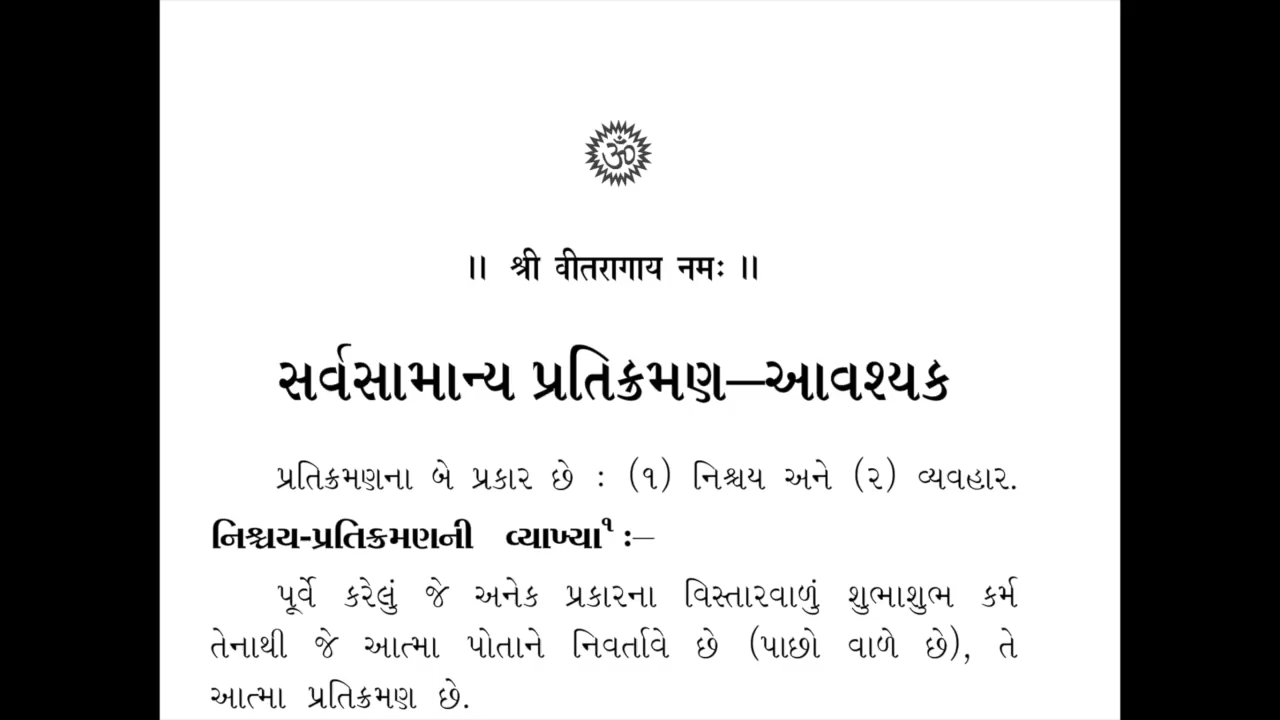 ॐ
॥ श्री वीतरागाय नमः ॥
સર્વસામાન્ય પ્રતિક્રમણ—આવશ્યક
પ્રતિક્રમણના બે પ્રકાર છે : (૧) નિશ્ચય અને (૨) વ્યવહાર.
નિશ્ચય-પ્રતિક્રમણની વ્યાખ્યા૧ :—
પૂર્વે કરેલું જે અનેક પ્રકારના વિસ્તારવાળું શુભાશુભ કર્મ
તેનાથી જે આત્મા પોતાને નિવર્તાવે છે (પાછો વાળે છે), તે
આત્મા પ્રતિક્રમણ છે.